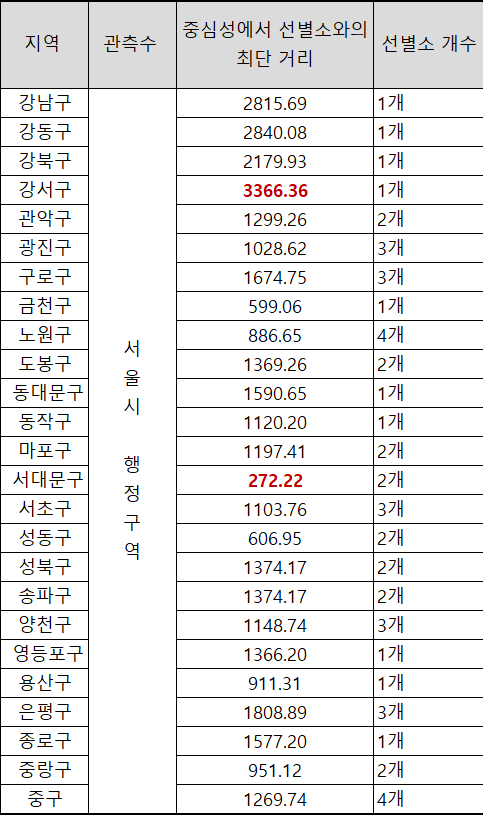 지역 관측수 중심성에서 선별소와의 최단 거리 선별소 개수
서울시 행정구역
강남구 2815.69 1개
강동구 2840.08 1개
강북구 2179.93 1개
강서구 3366.36 1개
관악구 1299.26 2개
광진구 1028.62 3개
구로구 1674.75 3개
금천구 599.06 1개
노원구 886.65 4개
도봉구 1369.26 2개
동대문구 1590.65 1개
동작구 1120.20 1개
마포구 1197.41 2개
서대문구 272.22 2개
서초구 1103.76 3개
성동구 606.95 2개
성북구 1374.17 2개
송파구 1374.17 2개
양천구 1148.74 3개
영등포구 1366.20 1개
용산구 911.31 1개
은평구 1808.89 3개
종로구 1577.20 1개
중랑구 951.12 2개
중구 1269.74 4개